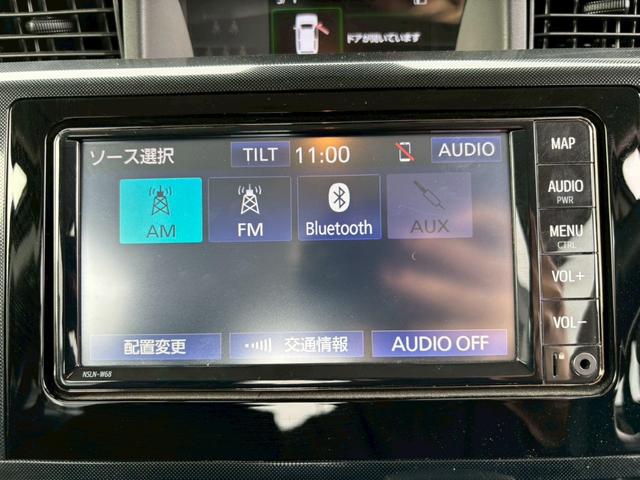 ドアが開いています
ソース選択 TILT 11:00 AUDIO
MAP
AM FM Bluetooth AUX
AUDIO
PWR
MENU
CTRL
VOL+
VOL-
配置変更 交通情報 AUDIO OFF
NSLN-W68